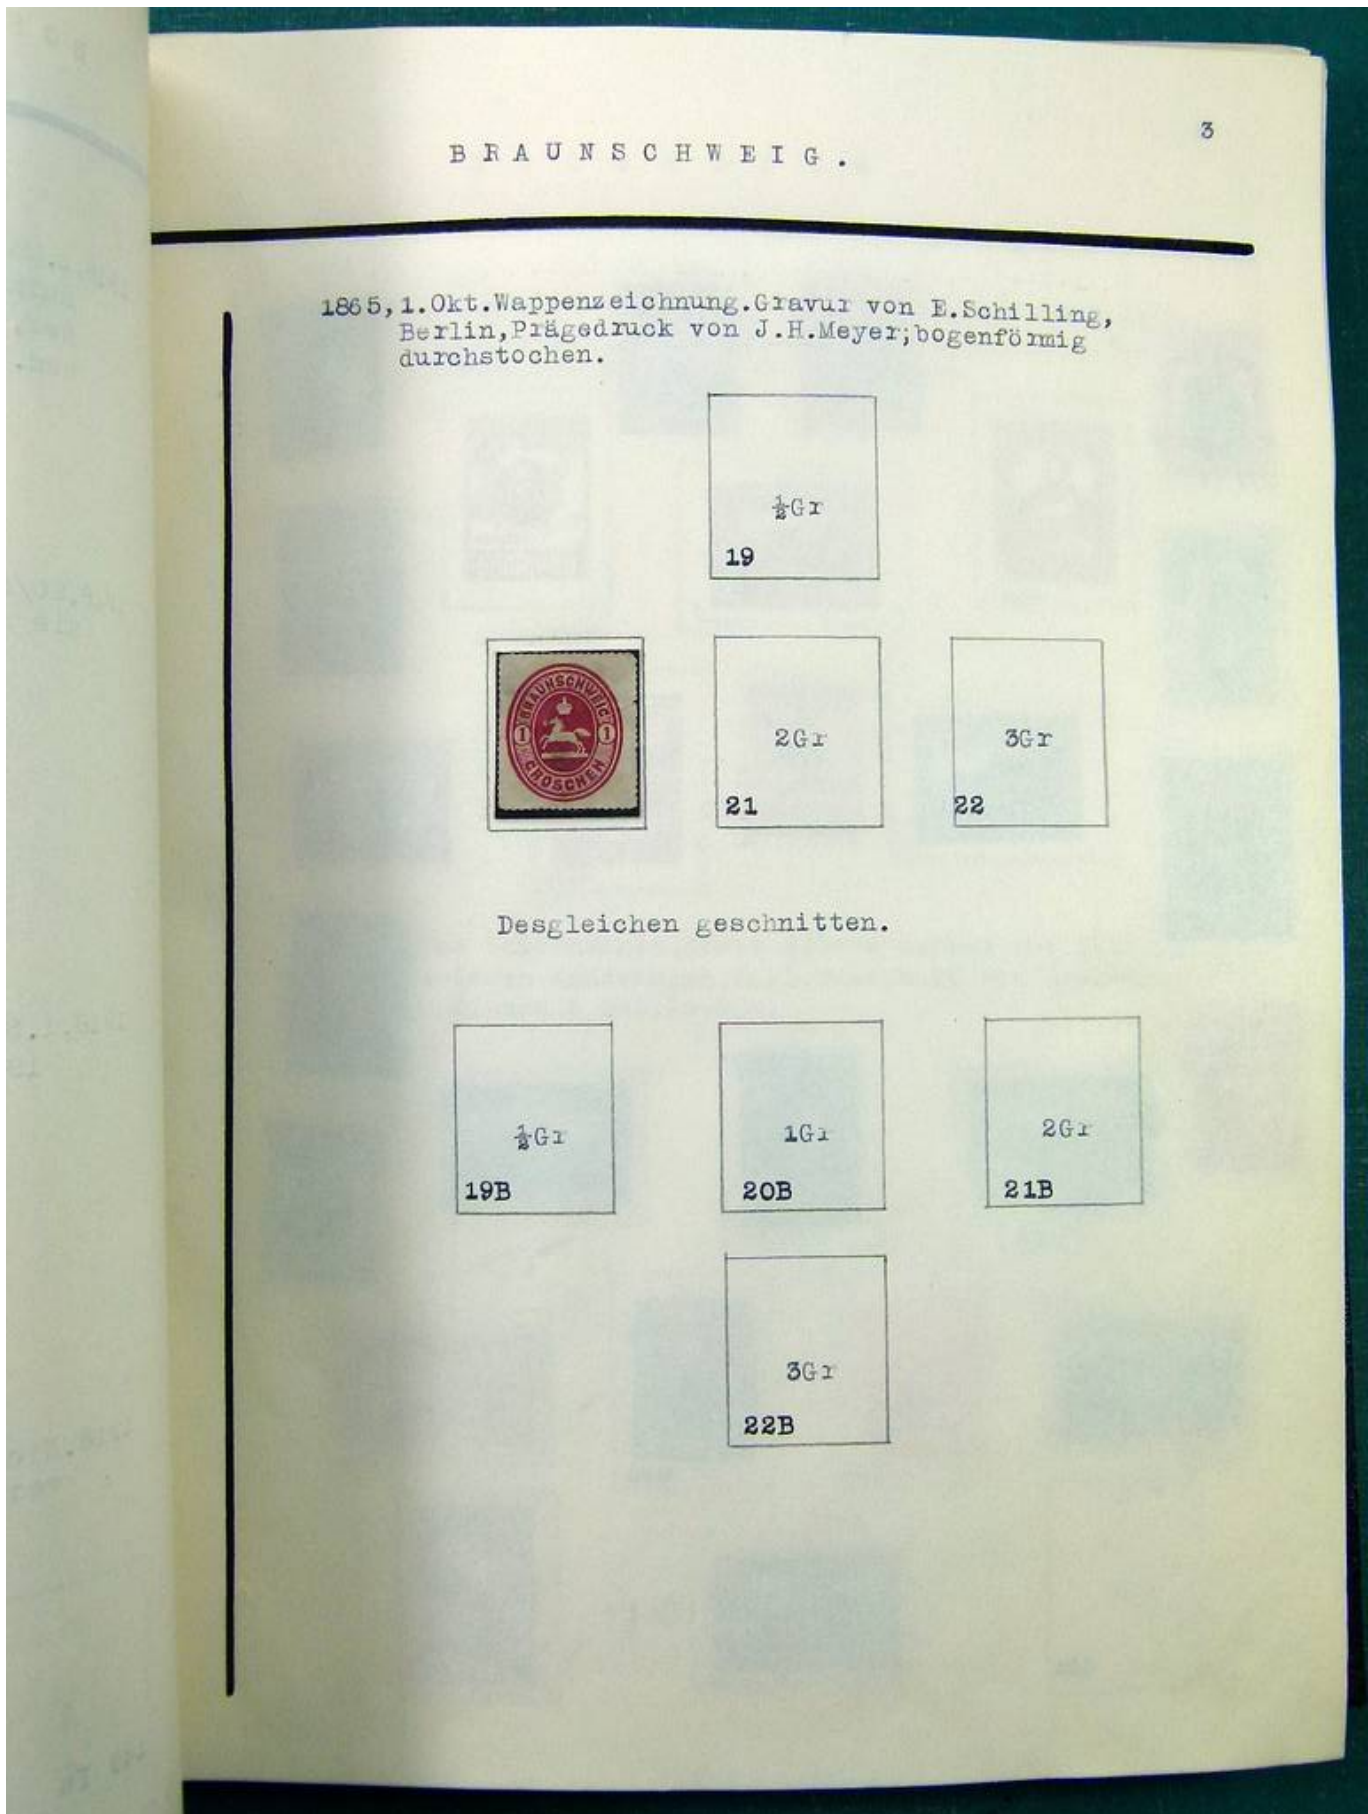 3
BRAUNSCHWEIG.
1865,1.Okt.Wappenzeichnung.Gravur von E.Schilling,
Berlin,Prägedruck von J.H.Meyer;bogenförmig
durchstochen.
½Gr
19
BRAUNSCHWEIG
1 1
GROSCHEN
2Gr
21
3Gr
22
Desgleichen geschnitten.
½Gr
19B
1Gr
20B
2Gr
21B
3Gr
22B